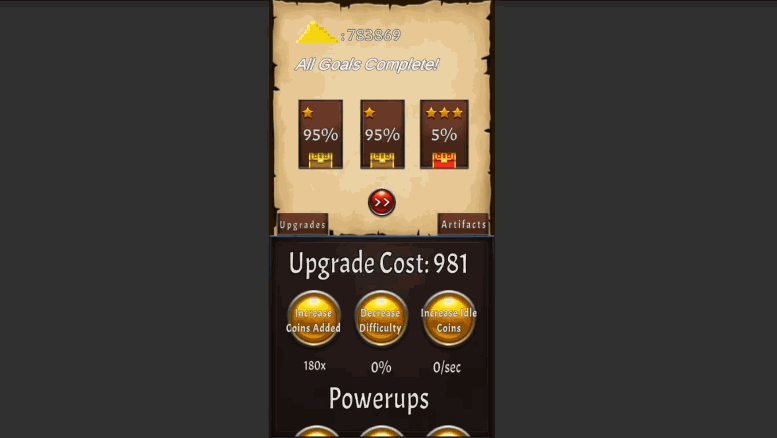 :783869
All Goals Complete!
95% 95% 5%
>>
Upgrades Artifacts
Upgrade Cost: 981
Increase Coins Added
Decrease Difficulty
Increase Idle Coins
180x 0% 0/sec
Powerups